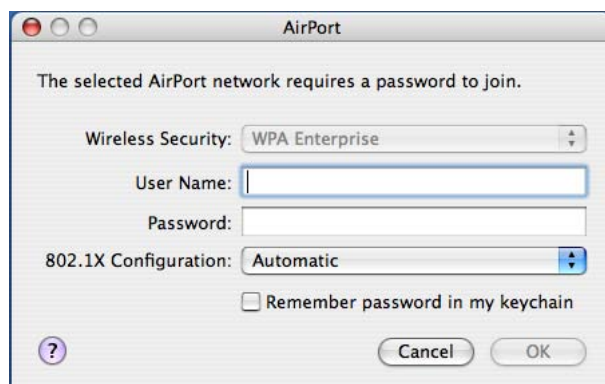 AirPort
The selected AirPort network requires a password to join.
Wireless Security: WPA Enterprise
User Name:
Password:
802.1X Configuration: Automatic
Remember password in my keychain
? Cancel OK